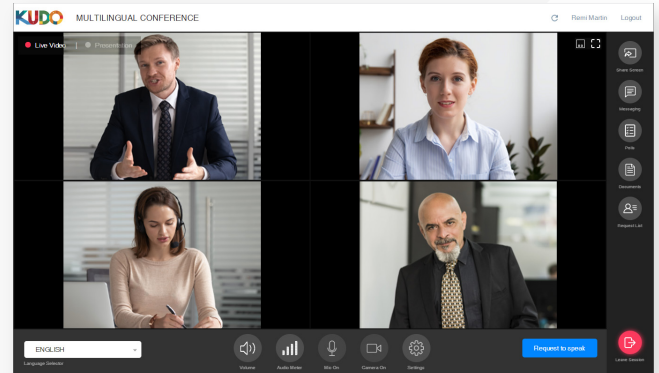 KUDO MULTILINGUAL CONFERENCE
Remi Martin Logout
Live Video | Presentation
Share Screen
Messaging
Polls
Documents
Request List
ENGLISH
Language Selector
Volume
Audio Meter
Mic On
Camera On
Settings
Request to speak
Leave Session